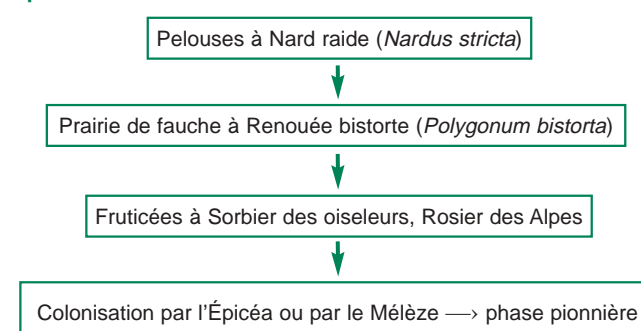 Pelouses à Nard raide (Nardus stricta)
Prairie de fauche à Renouée bistorte (Polygonum bistorta)
Fruticées à Sorbier des oiseleurs, Rosier des Alpes
Colonisation par l'Épicéa ou par le Mélèze ⟶ phase pionnière